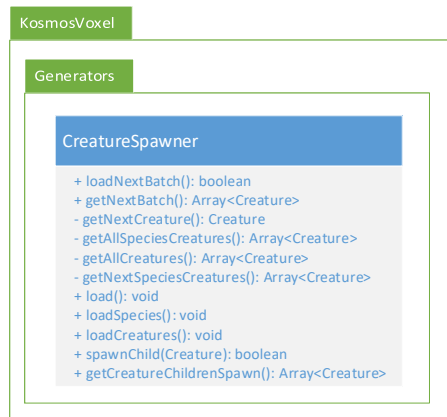 KosmosVoxel
Generators
CreatureSpawner
+ loadNextBatch(): boolean
+ getNextBatch(): Array<Creature>
- getNextCreature(): Creature
- getAllSpeciesCreatures(): Array<Creature>
- getAllCreatures(): Array<Creature>
- getNextSpeciesCreatures(): Array<Creature>
+ load(): void
+ loadSpecies(): void
+ loadCreatures(): void
+ spawnChild(Creature): boolean
+ getCreatureChildrenSpawn(): Array<Creature>